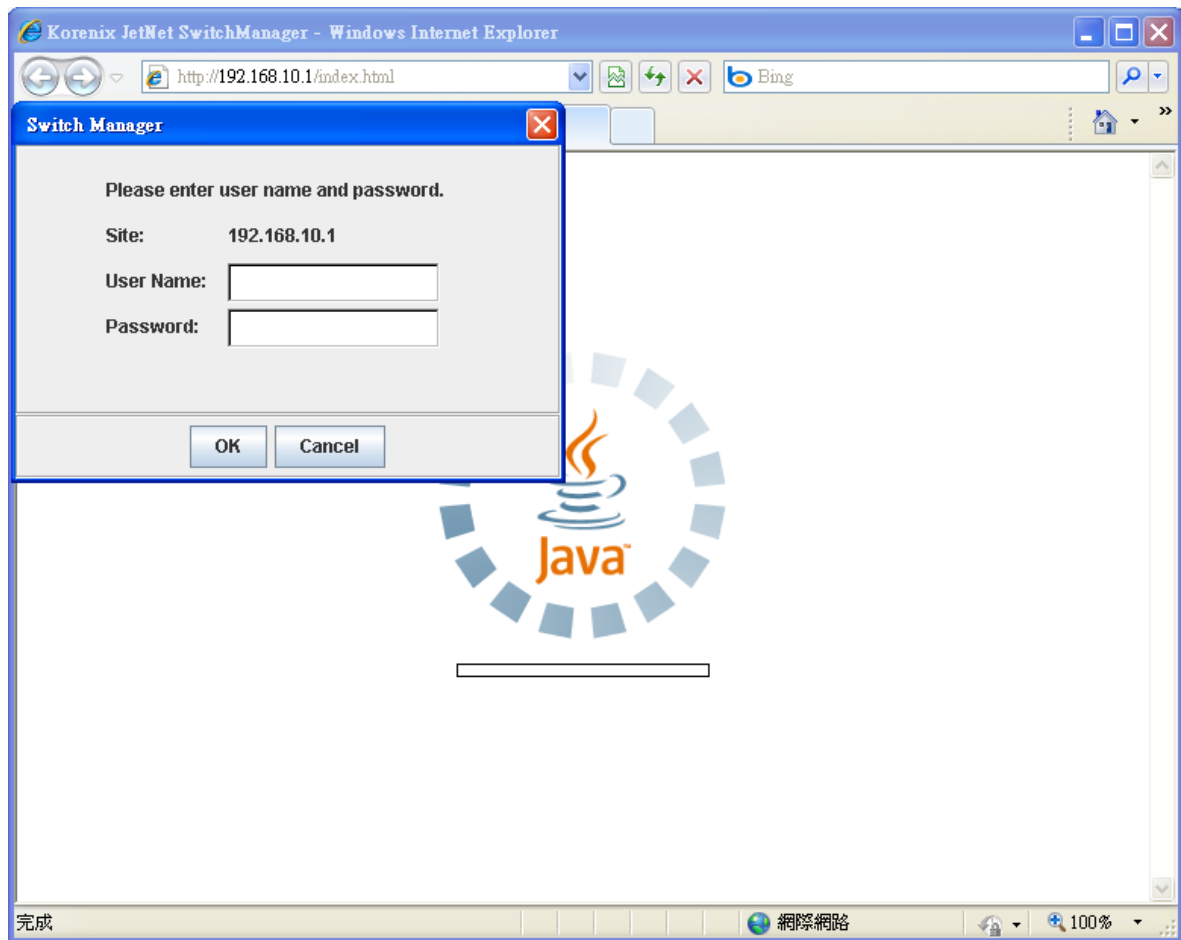 Korenix JetNet SwitchManager - Windows Internet Explorer
http://192.168.10.1/index.html
Bing
Switch Manager
Please enter user name and password.
Site: 192.168.10.1
User Name:
Password:
OK Cancel
Java™
完成 網際網路 100%